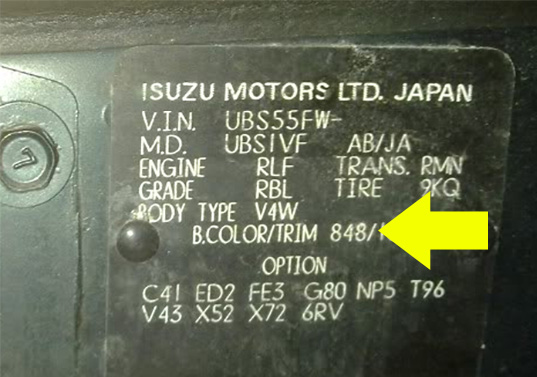 ISUZU MOTORS LTD. JAPAN
V.I.N. UBS55FW-
M.D. UBS1VF AB/JA
ENGINE RLF TRANS. RMN
GRADE RBL TIRE 9KQ
BODY TYPE V4W
B.COLOR/TRIM 848/
OPTION
C41 ED2 FE3 G80 NP5 T96
V43 X52 X72 6RV
7